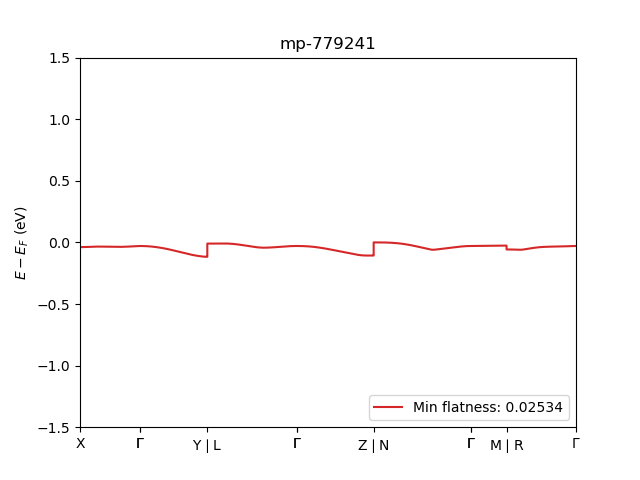 mp-779241
E − E_F (eV)
1.5
1.0
0.5
0.0
−0.5
−1.0
−1.5
Min flatness: 0.02534
X Γ Y | L Γ Z | N Γ M | R Γ